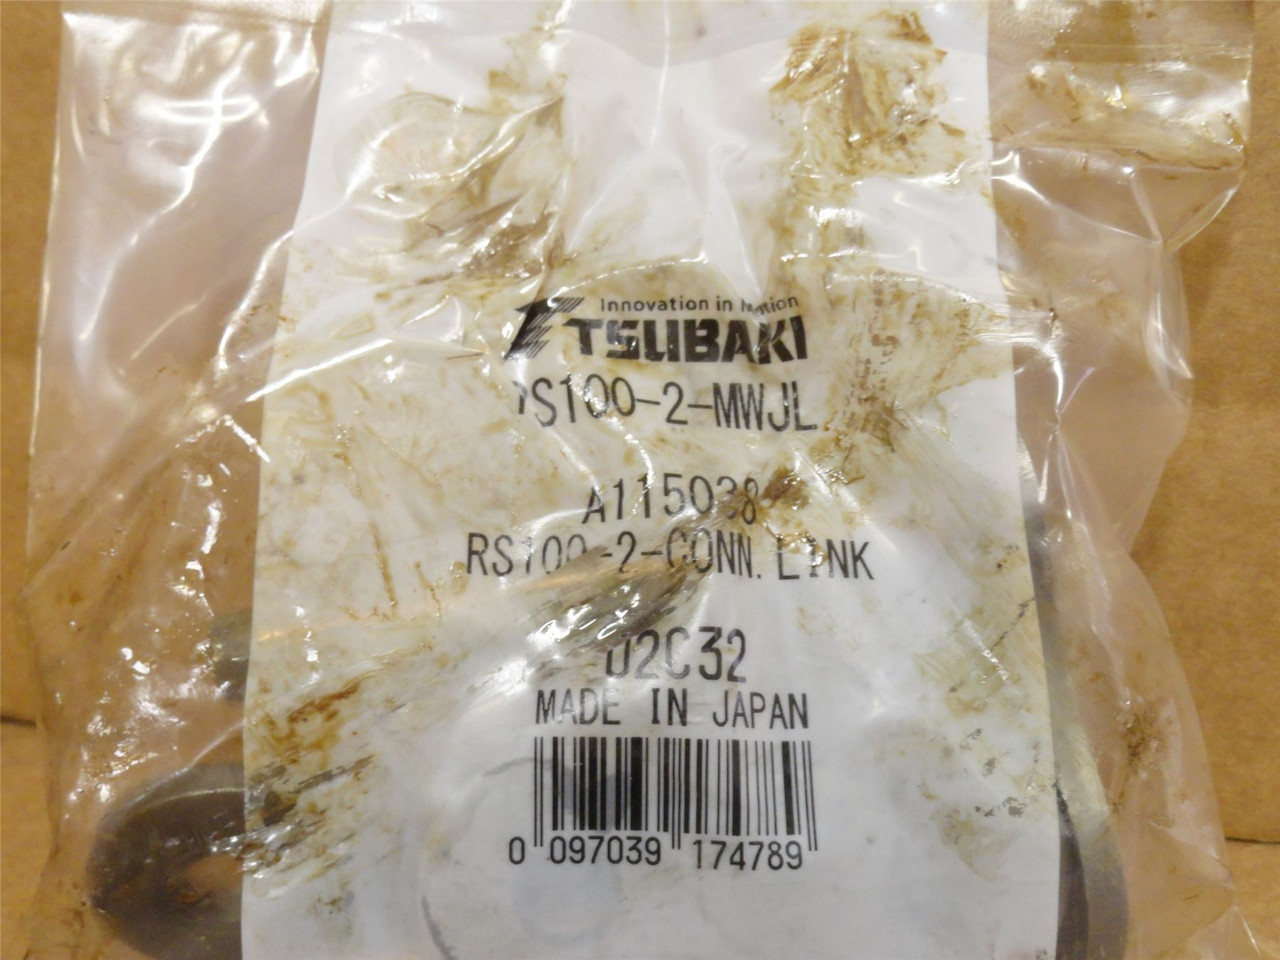 Innovation in Motion
TSUBAKI
RS100-2-MWJL
A115038
RS100-2-CONN. LINK
02C32
MADE IN JAPAN
0 097039 174789